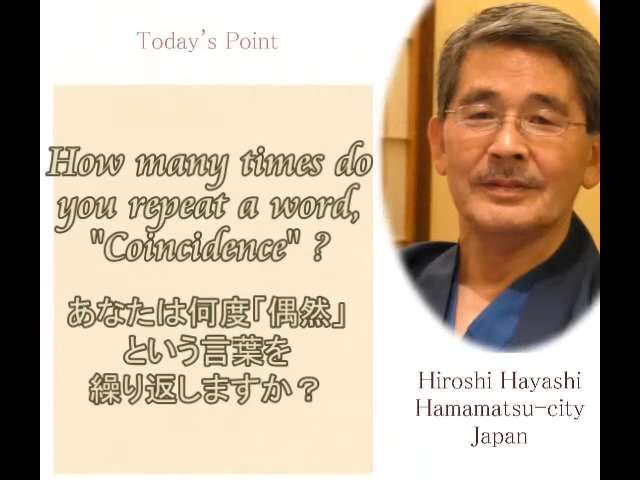 Today's Point
How many times do
you repeat a word,
"Coincidence" ?
あなたは何度「偶然」
という言葉を
繰り返しますか？
Hiroshi Hayashi
Hamamatsu-city
Japan